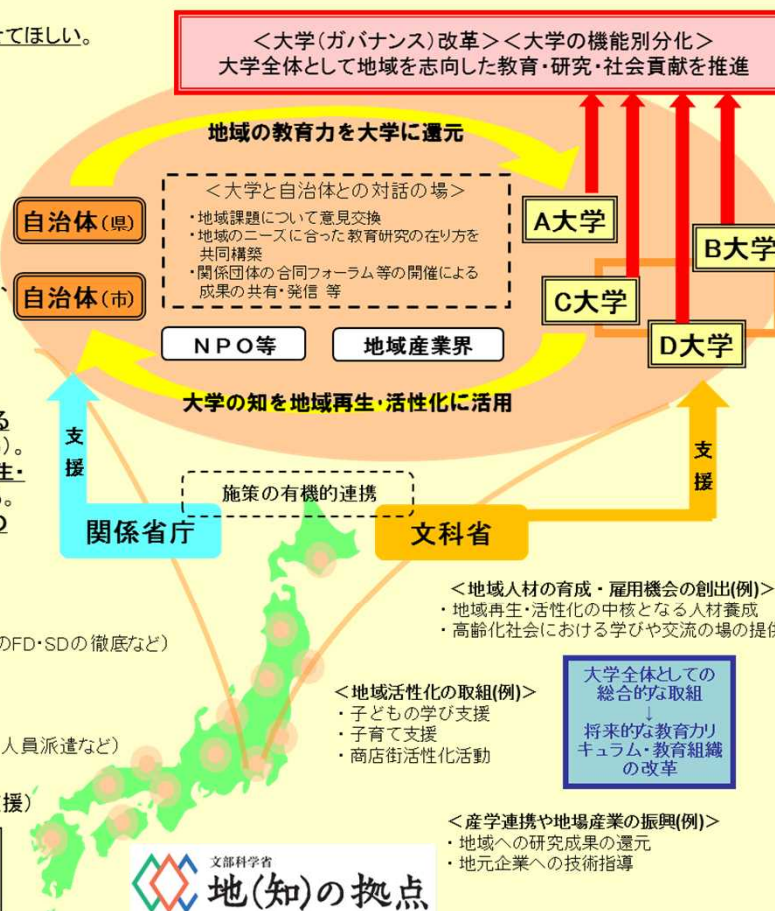 てほしい。
＜大学(ガバナンス)改革＞＜大学の機能別分化＞
大学全体として地域を志向した教育・研究・社会貢献を推進
地域の教育力を大学に還元
＜大学と自治体との対話の場＞
・地域課題について意見交換
・地域のニーズに合った教育研究の在り方を
共同構築
・関係団体の合同フォーラム等の開催による
成果の共有・発信 等
自治体(県)
自治体(市)
、
A大学
B大学
C大学
D大学
NPO等
地域産業界
大学の知を地域再生・活性化に活用
る
)。
生・
。
の
支援
支援
施策の有機的連携
関係省庁
文科省
＜地域人材の育成・雇用機会の創出(例)＞
・地域再生・活性化の中核となる人材養成
・高齢化社会における学びや交流の場の提供
のFD・SDの徹底など)
＜地域活性化の取組(例)＞
・子どもの学び支援
・子育て支援
・商店街活性化活動
大学全体としての
総合的な取組
↓
将来的な教育カリ
キュラム・教育組織
の改革
人員派遣など)
援)
＜産学連携や地場産業の振興(例)＞
・地域への研究成果の還元
・地元企業への技術指導
文部科学省
地(知)の拠点